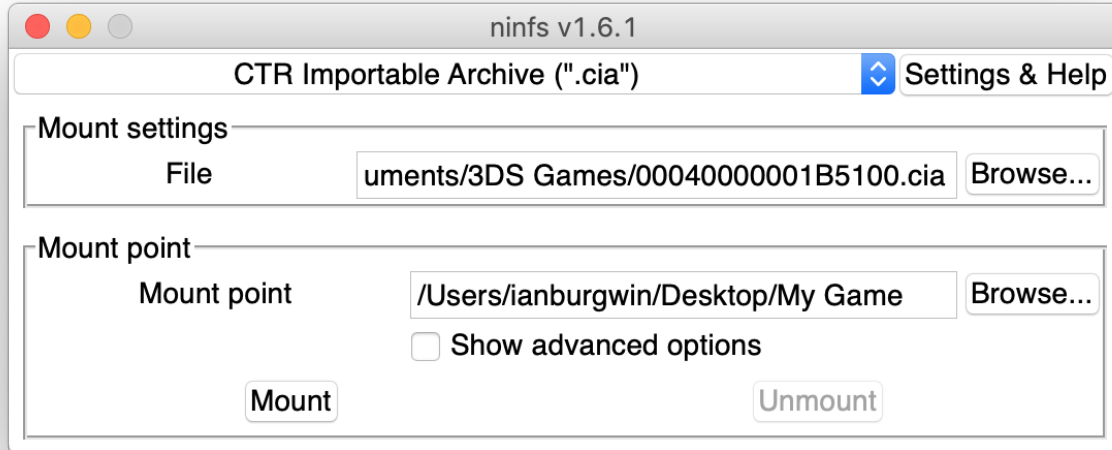 ninfs v1.6.1
CTR Importable Archive (".cia") Settings & Help
Mount settings
File uments/3DS Games/00040000001B5100.cia Browse...
Mount point
Mount point /Users/ianburgwin/Desktop/My Game Browse...
Show advanced options
Mount Unmount